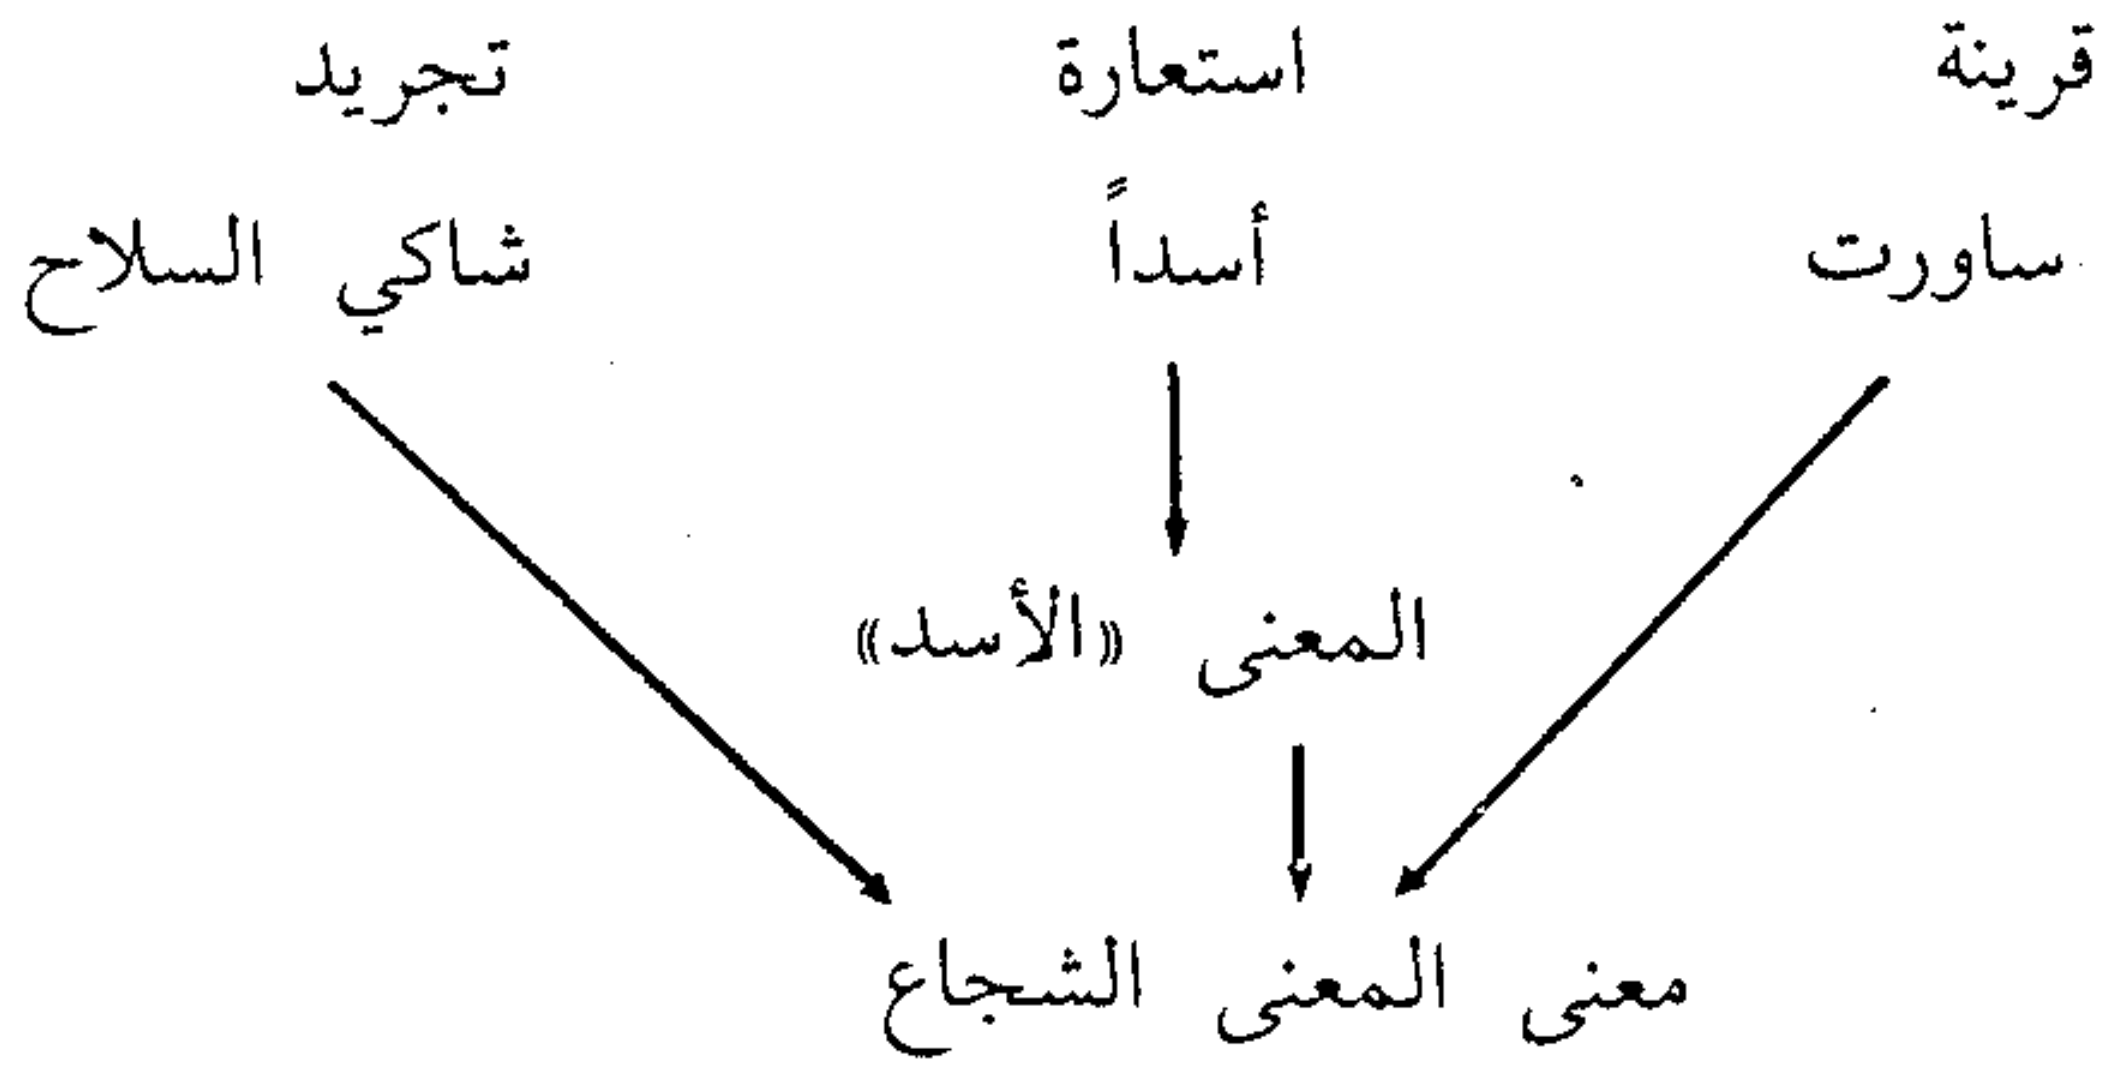 قرينة استعارة تجريد
ساورت أسداً شاكي السلاح
المعنى «الأسد»
معنى المعنى الشجاع